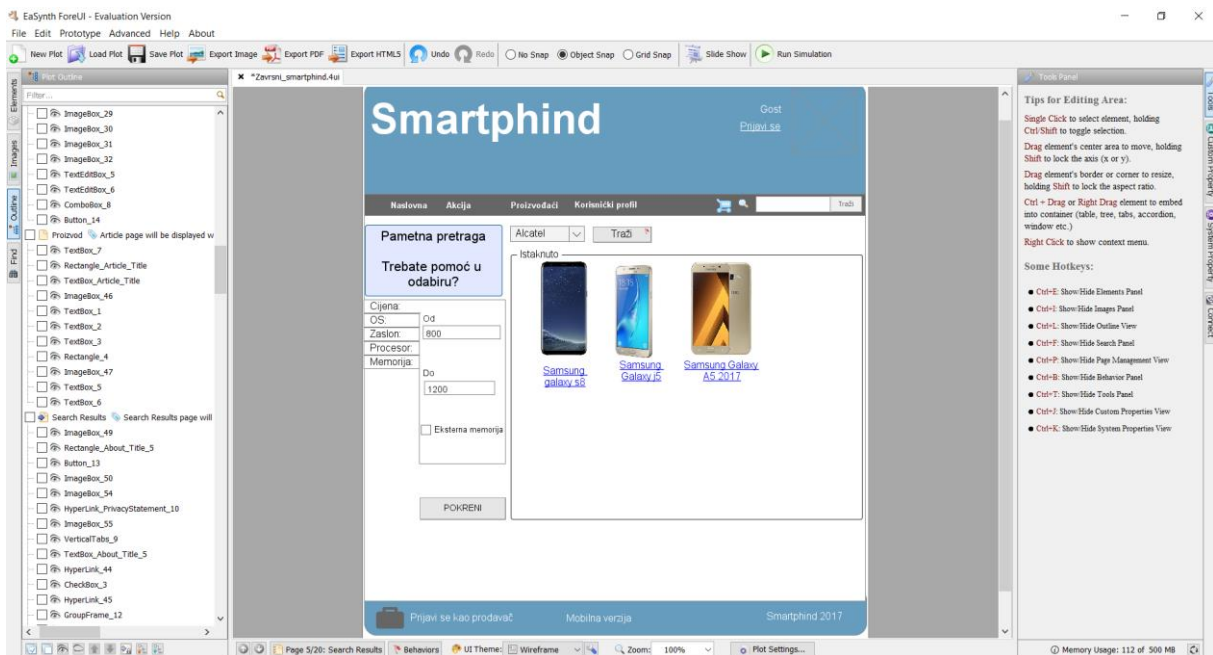 EaSynth ForeUI - Evaluation Version
File Edit Prototype Advanced Help About
New Plot Load Plot Save Plot Export Image Export PDF Export HTML5 Undo Redo No Snap Object Snap Grid Snap Slide Show Run Simulation
Elements
Images
Outline
Find
Plot Outline
Filter...
ImageBox_29
ImageBox_30
ImageBox_31
ImageBox_32
TextEditBox_5
TextEditBox_6
ComboBox_8
Button_14
Proizvod Article page will be displayed w
TextBox_7
Rectangle_Article_Title
TextBox_Article_Title
ImageBox_46
TextBox_1
TextBox_2
TextBox_3
Rectangle_4
ImageBox_47
TextBox_5
TextBox_6
Search Results Search Results page will
ImageBox_49
Rectangle_About_Title_5
Button_13
ImageBox_50
ImageBox_54
HyperLink_PrivacyStatement_10
ImageBox_55
VerticalTabs_9
TextBox_About_Title_5
HyperLink_44
CheckBox_3
HyperLink_45
GroupFrame_12
*Zavrsni_smartphind.4ui
Smartphind
Gost
Prijavi se
Naslovna Akcija Proizvođači Korisnički profil Traži
Pametna pretraga
Trebate pomoć u
odabiru?
Cijena:
OS:
Zaslon:
Procesor:
Memorija:
Od
800
Do
1200
Eksterna memorija
POKRENI
Alcatel Traži
Istaknuto
Samsung
galaxy s8
Samsung
Galaxy j5
Samsung Galaxy
A5 2017
Prijavi se kao prodavač Mobilna verzija Smartphind 2017
Page 5/20: Search Results Behaviors UI Theme: Wireframe Zoom: 100% Plot Settings...
Tools Panel
Tips for Editing Area:
Single Click to select element, holding
Ctrl/Shift to toggle selection.
Drag element's center area to move, holding
Shift to lock the axis (x or y).
Drag element's border or corner to resize,
holding Shift to lock the aspect ratio.
Ctrl + Drag or Right Drag element to embed
into container (table, tree, tabs, accordion,
window etc.)
Right Click to show context menu.
Some Hotkeys:
Ctrl+E: Show/Hide Elements Panel
Ctrl+I: Show/Hide Images Panel
Ctrl+L: Show/Hide Outline View
Ctrl+F: Show/Hide Search Panel
Ctrl+P: Show/Hide Page Management View
Ctrl+B: Show/Hide Behavior Panel
Ctrl+T: Show/Hide Tools Panel
Ctrl+J: Show/Hide Custom Properties View
Ctrl+K: Show/Hide System Properties View
Tools
Custom Property
System Property
Connect
Memory Usage: 112 of 500 MB